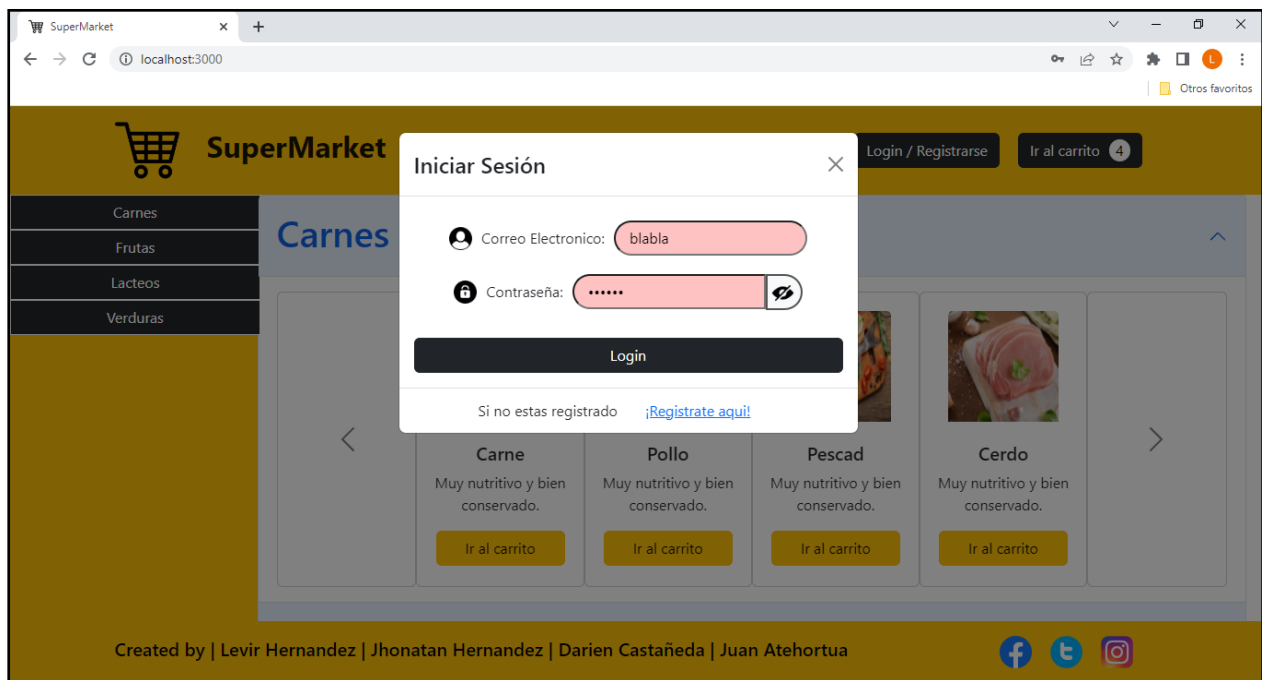 SuperMarket
localhost:3000
L
Otros favoritos
SuperMarket
Login / Registrarse
Ir al carrito 4
Iniciar Sesión
Correo Electronico: blabla
Contraseña: ••••••
Login
Si no estas registrado ¡Registrate aqui!
Carnes
Frutas
Lacteos
Verduras
Carnes
Carne
Muy nutritivo y bien
conservado.
Ir al carrito
Pollo
Muy nutritivo y bien
conservado.
Ir al carrito
Pescad
Muy nutritivo y bien
conservado.
Ir al carrito
Cerdo
Muy nutritivo y bien
conservado.
Ir al carrito
Created by | Levir Hernandez | Jhonatan Hernandez | Darien Castañeda | Juan Atehortua